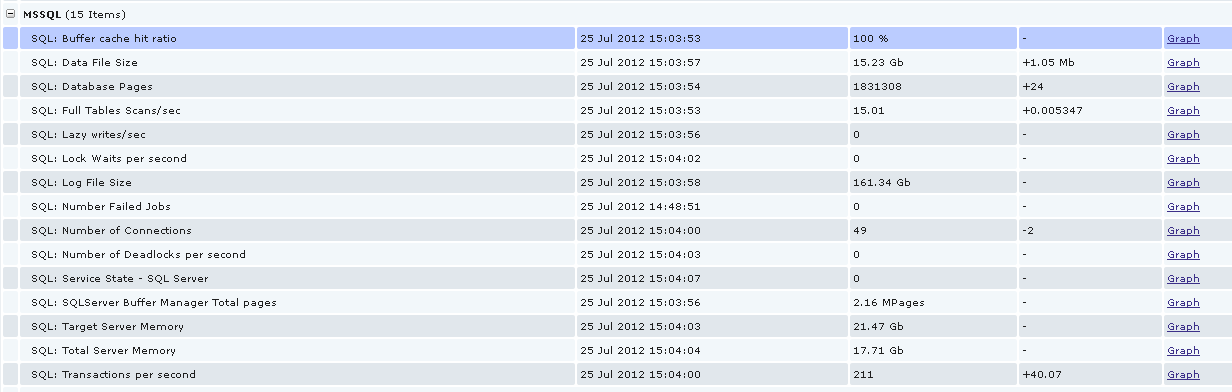 MSSQL (15 Items)
SQL: Buffer cache hit ratio 25 Jul 2012 15:03:53 100 % - Graph
SQL: Data File Size 25 Jul 2012 15:03:57 15.23 Gb +1.05 Mb Graph
SQL: Database Pages 25 Jul 2012 15:03:54 1831308 +24 Graph
SQL: Full Tables Scans/sec 25 Jul 2012 15:03:53 15.01 +0.005347 Graph
SQL: Lazy writes/sec 25 Jul 2012 15:03:56 0 - Graph
SQL: Lock Waits per second 25 Jul 2012 15:04:02 0 - Graph
SQL: Log File Size 25 Jul 2012 15:03:58 161.34 Gb - Graph
SQL: Number Failed Jobs 25 Jul 2012 14:48:51 0 - Graph
SQL: Number of Connections 25 Jul 2012 15:04:00 49 -2 Graph
SQL: Number of Deadlocks per second 25 Jul 2012 15:04:03 0 - Graph
SQL: Service State - SQL Server 25 Jul 2012 15:04:07 0 - Graph
SQL: SQLServer Buffer Manager Total pages 25 Jul 2012 15:03:56 2.16 MPages - Graph
SQL: Target Server Memory 25 Jul 2012 15:04:03 21.47 Gb - Graph
SQL: Total Server Memory 25 Jul 2012 15:04:04 17.71 Gb - Graph
SQL: Transactions per second 25 Jul 2012 15:04:00 211 +40.07 Graph